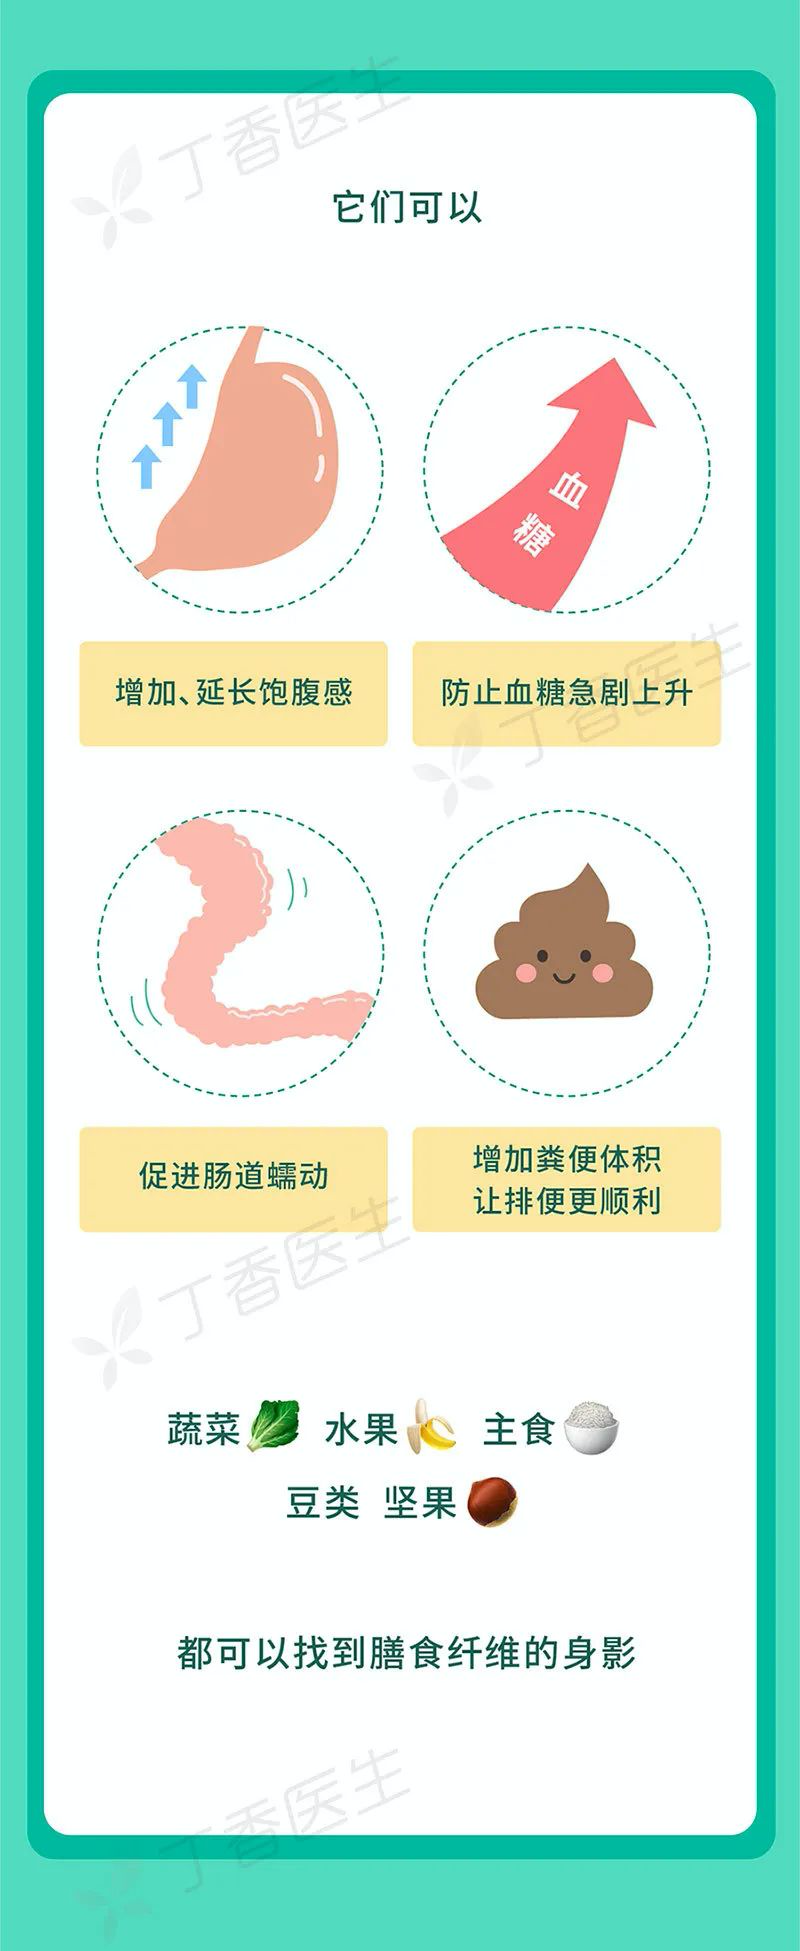 丁香医生
它们可以
血糖
增加、延长饱腹感
防止血糖急剧上升
丁香医生
促进肠道蠕动
增加粪便体积
让排便更顺利
丁香医生
蔬菜 水果 主食
豆类 坚果
都可以找到膳食纤维的身影
丁香医生